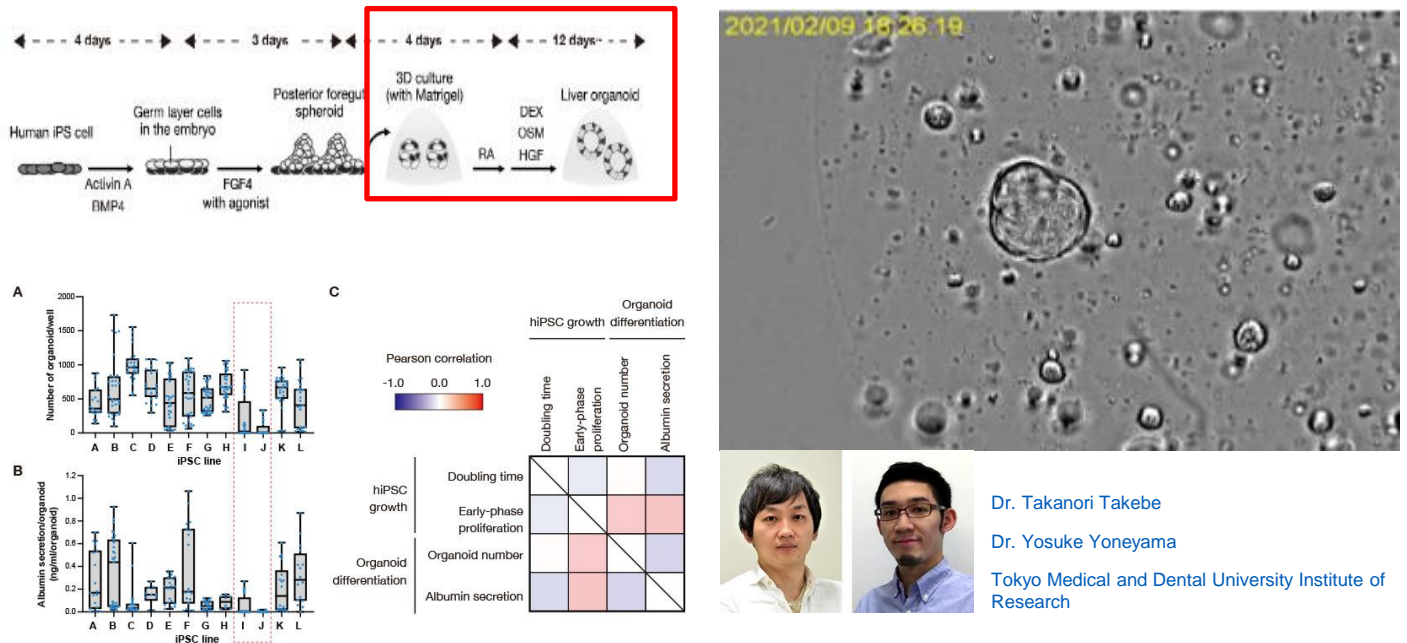 4 days 3 days 4 days 12 days~
Human iPS cell
Activin A
BMP4
Germ layer cells
in the embryo
FGF4
with agonist
Posterior foregut
spheroid
3D culture
(with Matrigel)
RA
DEX
OSM
HGF
Liver organoid
2021/02/09 18:26:19
A
Number of organoid/well
2000
1500
1000
500
0
A B C D E F G H I J K L
iPSC line
B
Albumin secretion/organoid
(ng/ml/organoid)
1.2
1.0
0.8
0.6
0.4
0.2
0.0
A B C D E F G H I J K L
iPSC line
C
Pearson correlation
-1.0 0.0 1.0
hiPSC growth
Organoid
differentiation
Doubling time
Early-phase
proliferation
Organoid number
Albumin secretion
hiPSC
growth
Doubling time
Early-phase
proliferation
Organoid
differentiation
Organoid number
Albumin secretion
Dr. Takanori Takebe
Dr. Yosuke Yoneyama
Tokyo Medical and Dental University Institute of
Research